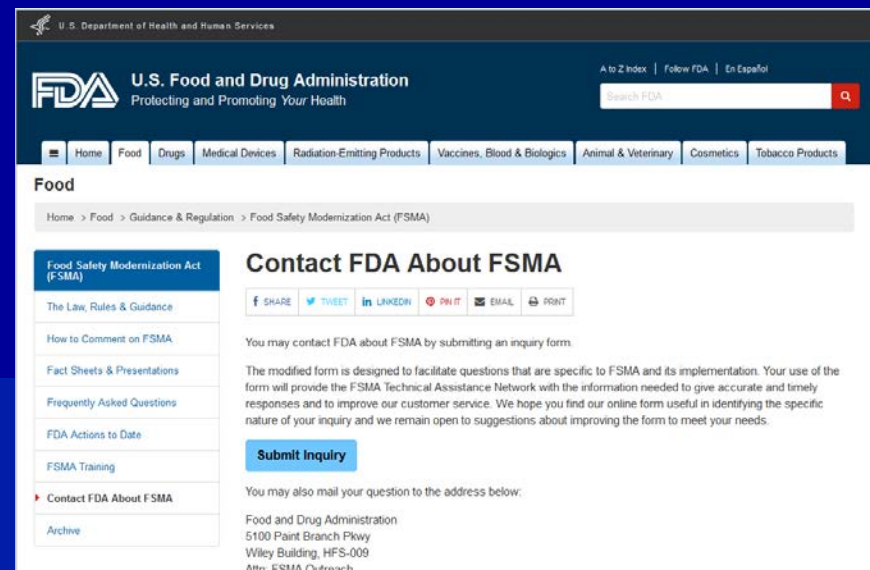 U.S. Department of Health and Human Services
A to Z Index | Follow FDA | En Español
FDA
U.S. Food and Drug Administration
Protecting and Promoting Your Health
Search FDA
Home Food Drugs Medical Devices Radiation-Emitting Products Vaccines, Blood & Biologics Animal & Veterinary Cosmetics Tobacco Products
Food
Home > Food > Guidance & Regulation > Food Safety Modernization Act (FSMA)
Food Safety Modernization Act
(FSMA)
The Law, Rules & Guidance
How to Comment on FSMA
Fact Sheets & Presentations
Frequently Asked Questions
FDA Actions to Date
FSMA Training
Contact FDA About FSMA
Archive
Contact FDA About FSMA
SHARE TWEET LINKEDIN PIN IT EMAIL PRINT
You may contact FDA about FSMA by submitting an inquiry form.
The modified form is designed to facilitate questions that are specific to FSMA and its implementation. Your use of the
form will provide the FSMA Technical Assistance Network with the information needed to give accurate and timely
responses and to improve our customer service. We hope you find our online form useful in identifying the specific
nature of your inquiry and we remain open to suggestions about improving the form to meet your needs.
Submit Inquiry
You may also mail your question to the address below:
Food and Drug Administration
5100 Paint Branch Pkwy
Wiley Building, HFS-009
Attn: FSMA Outreach